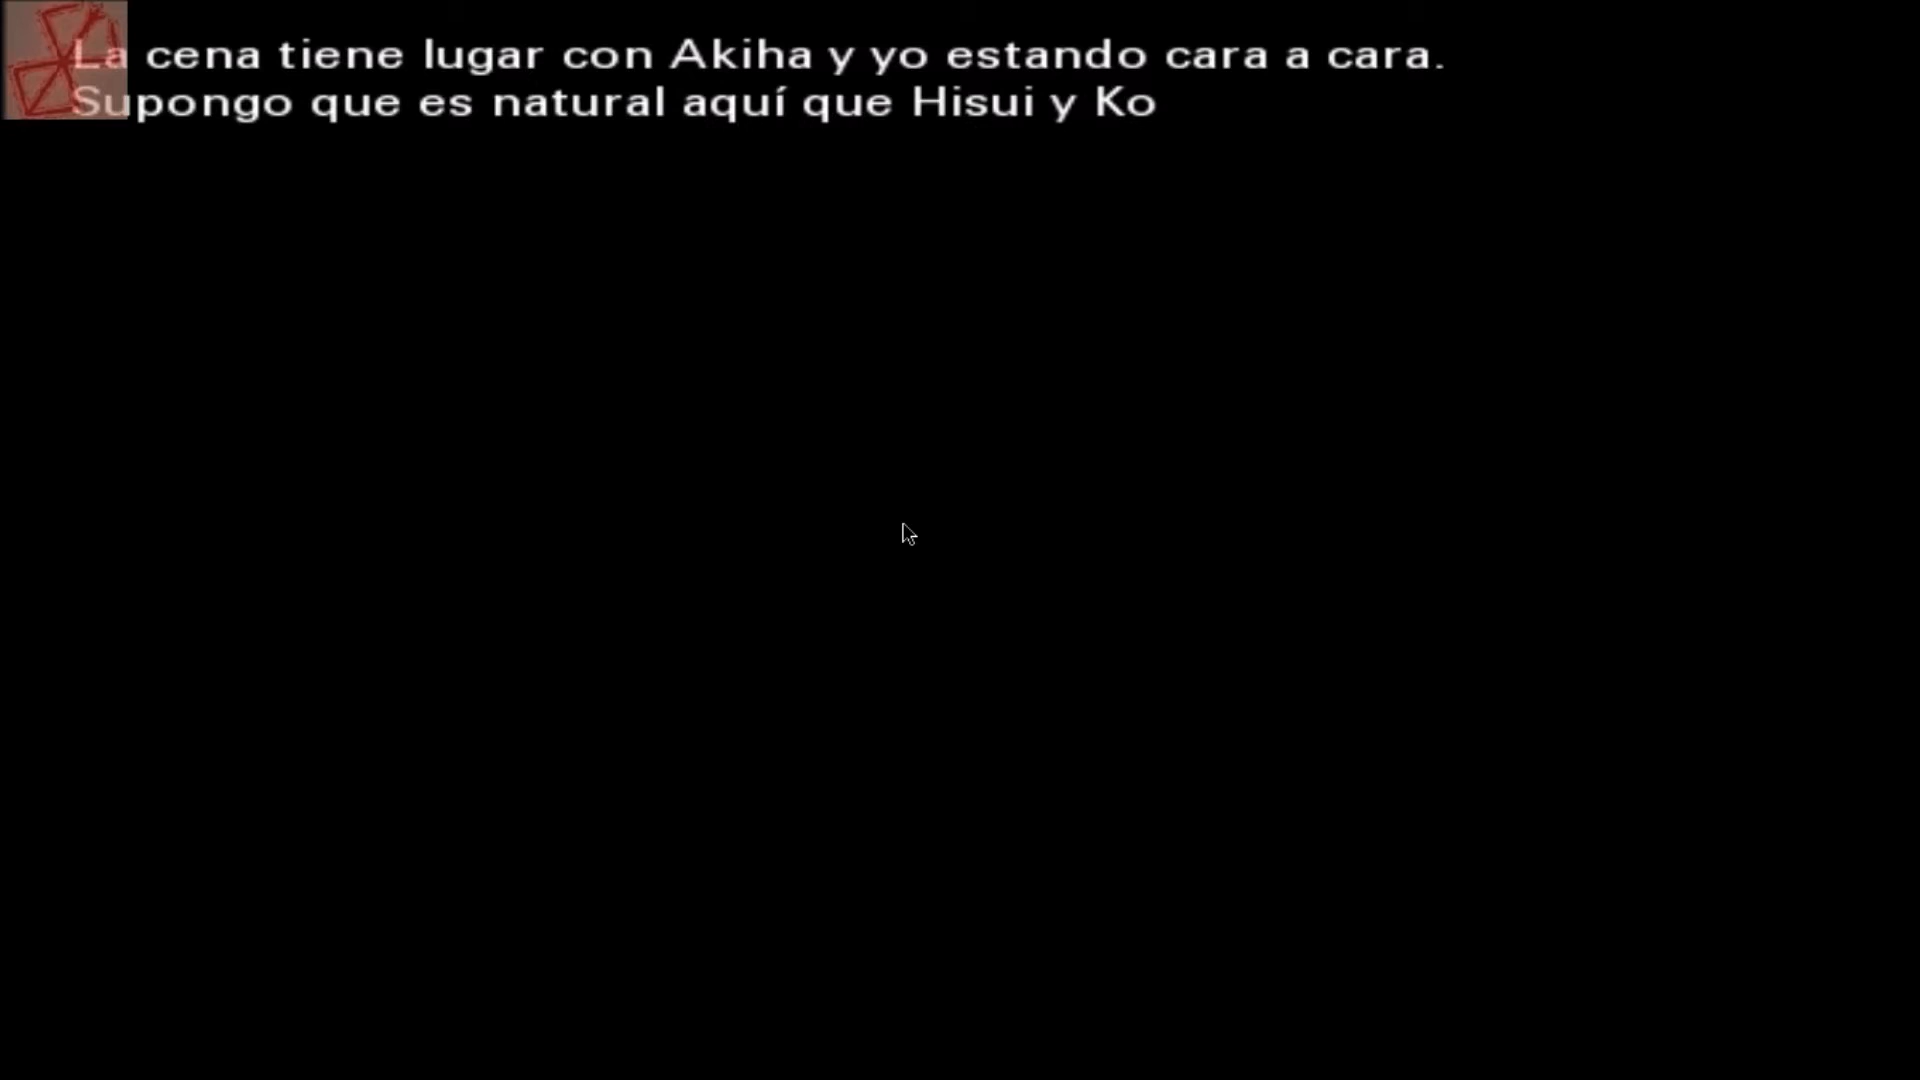 La cena tiene lugar con Akiha y yo estando cara a cara.
Supongo que es natural aquí que Hisui y Ko